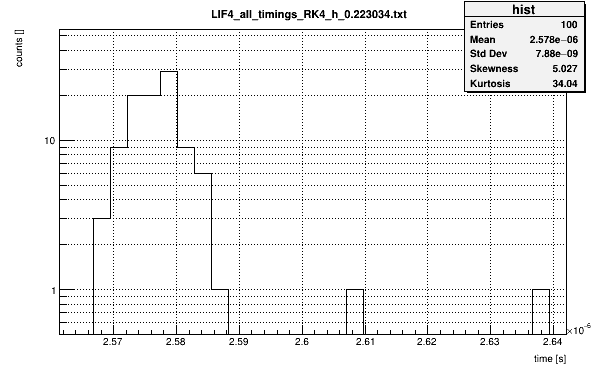 LIF4_all_timings_RK4_h_0.223034.txt
hist
Entries 100
Mean 2.578e−06
Std Dev 7.88e−09
Skewness 5.027
Kurtosis 34.04
counts []
10
1
2.57 2.58 2.59 2.6 2.61 2.62 2.63 2.64
×10⁻⁶
time [s]